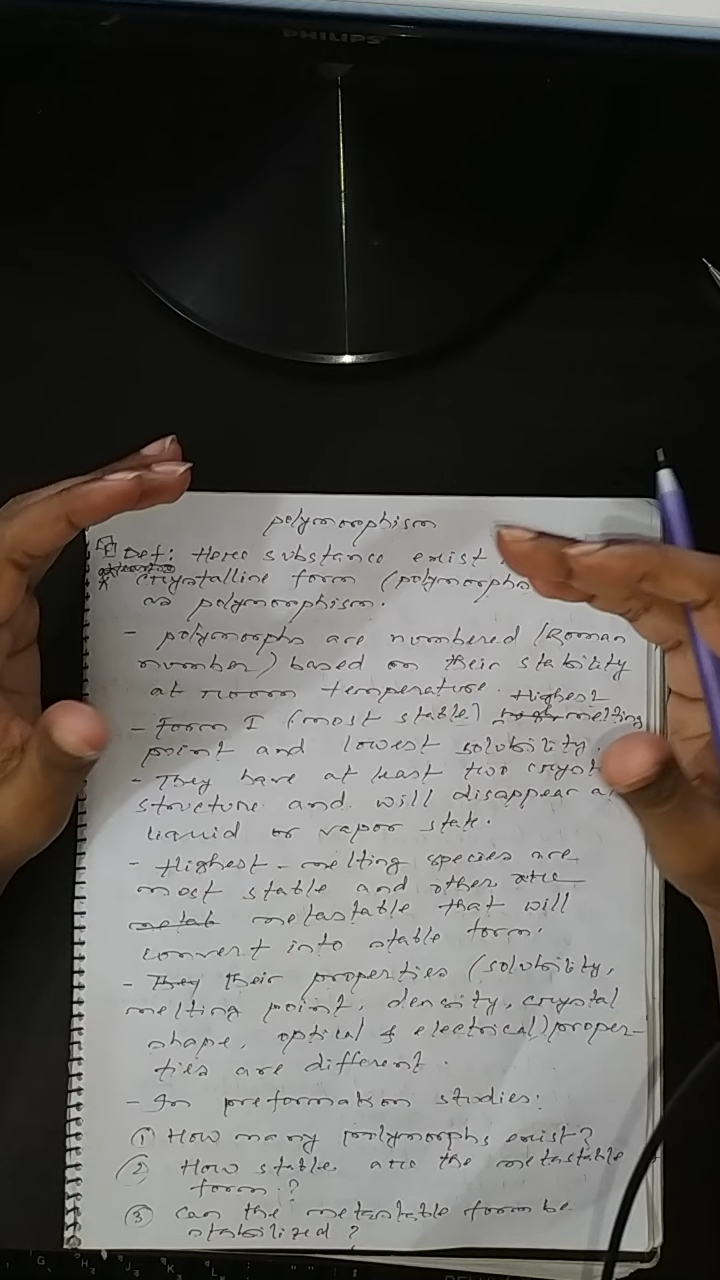 PHILIPS
polymorphism
Def: Here substance exist
crystalline form (polymorphs
as polymorphism.
- polymorphs are numbered (Roman
number) based on their stability
at room temperature. Highest
- Form I (most stable) melting
point and lowest solubility.
- They have at least two cryst
structure and will disappear a
liquid or vapor state.
- Highest-melting species are
most stable and other are
metastable that will
convert into stable form.
- They their properties (solubility,
melting point, density, crystal
shape, optical & electrical) proper-
ties are different.
- In preformation studies:
① How many polymorphs exist?
② How stable are the metastable
form?
③ Can the metastable form be
stabilized?
G H J K L